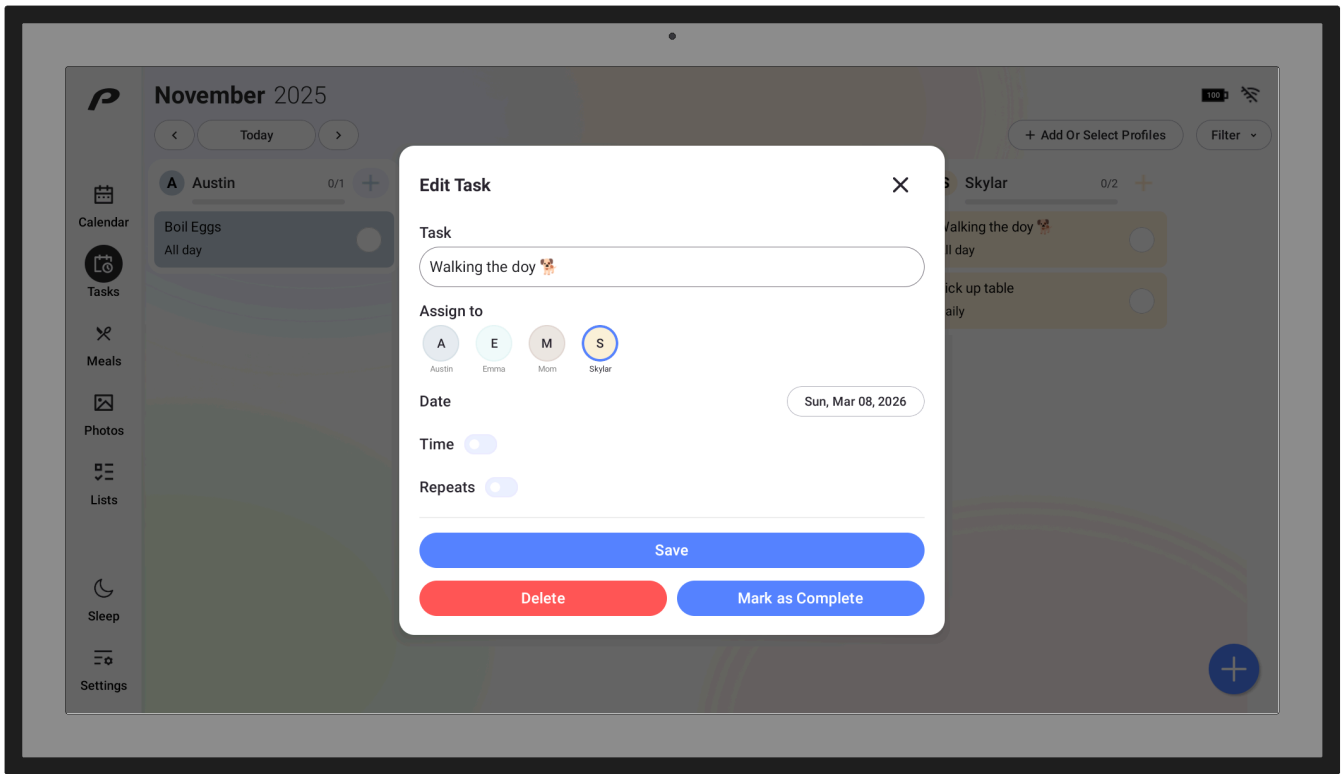 November 2025
100
Today
+ Add Or Select Profiles
Filter
A Austin 0/1
Boil Eggs
All day
S Skylar 0/2
Walking the doy 🐕
ll day
ick up table
aily
Calendar
Tasks
Meals
Photos
Lists
Sleep
Settings
Edit Task
Task
Walking the doy 🐕
Assign to
A E M S
Austin Emma Mom Skylar
Date Sun, Mar 08, 2026
Time
Repeats
Save
Delete Mark as Complete